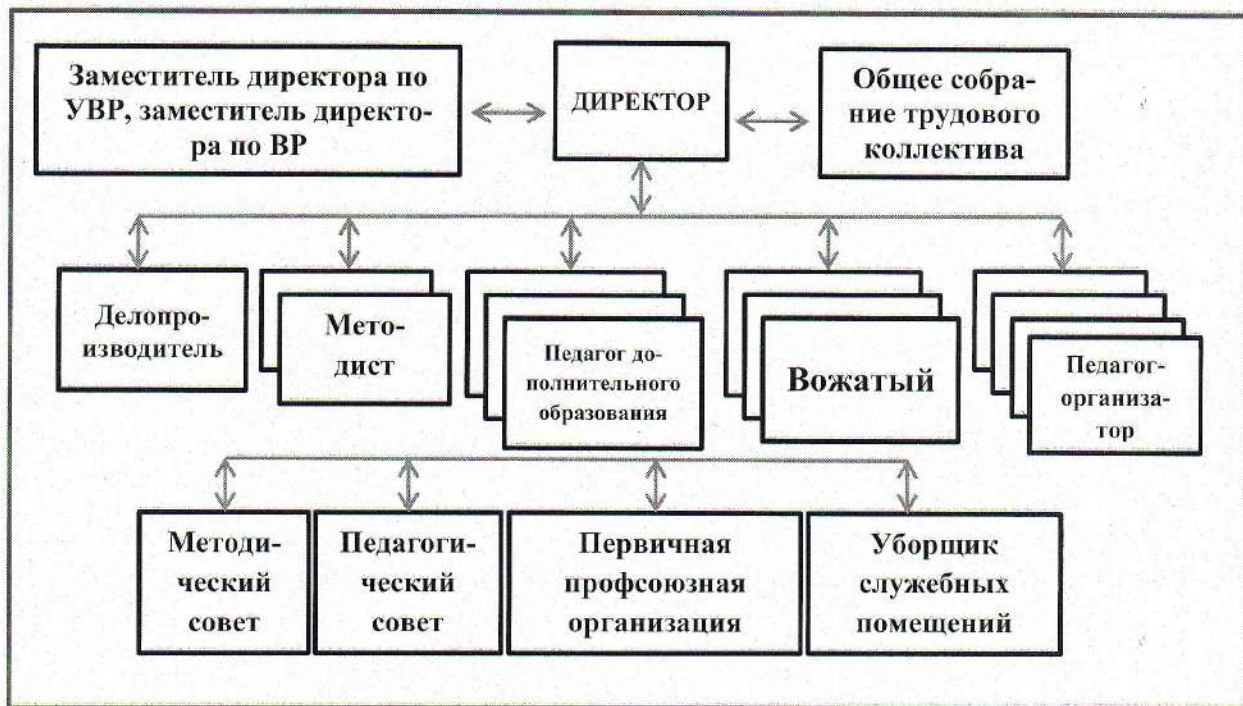 Заместитель директора по
УВР, заместитель директо-
ра по ВР
ДИРЕКТОР
Общее собра-
ние трудового
коллектива
Делопро-
изводитель
Мето-
дист
Педагог до-
полнительного
образования
Вожатый
Педагог-
организа-
тор
Методи-
ческий
совет
Педагоги-
ческий
совет
Первичная
профсоюзная
организация
Уборщик
служебных
помещений